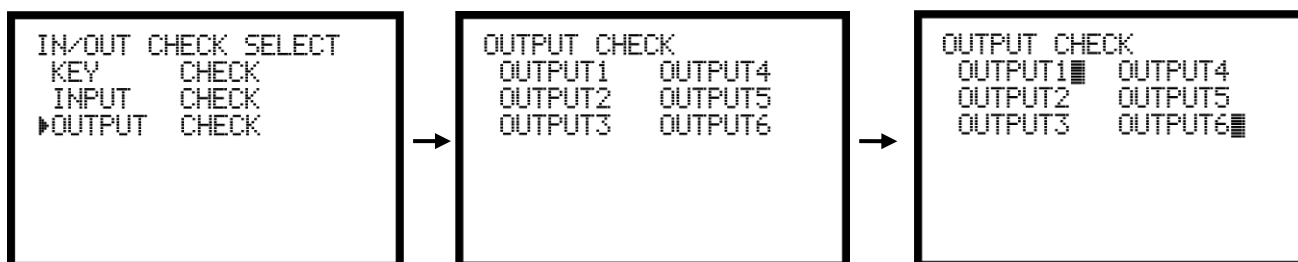 IN/OUT CHECK SELECT
KEY CHECK
INPUT CHECK
OUTPUT CHECK
OUTPUT CHECK
OUTPUT1 OUTPUT4
OUTPUT2 OUTPUT5
OUTPUT3 OUTPUT6
OUTPUT CHECK
OUTPUT1 OUTPUT4
OUTPUT2 OUTPUT5
OUTPUT3 OUTPUT6